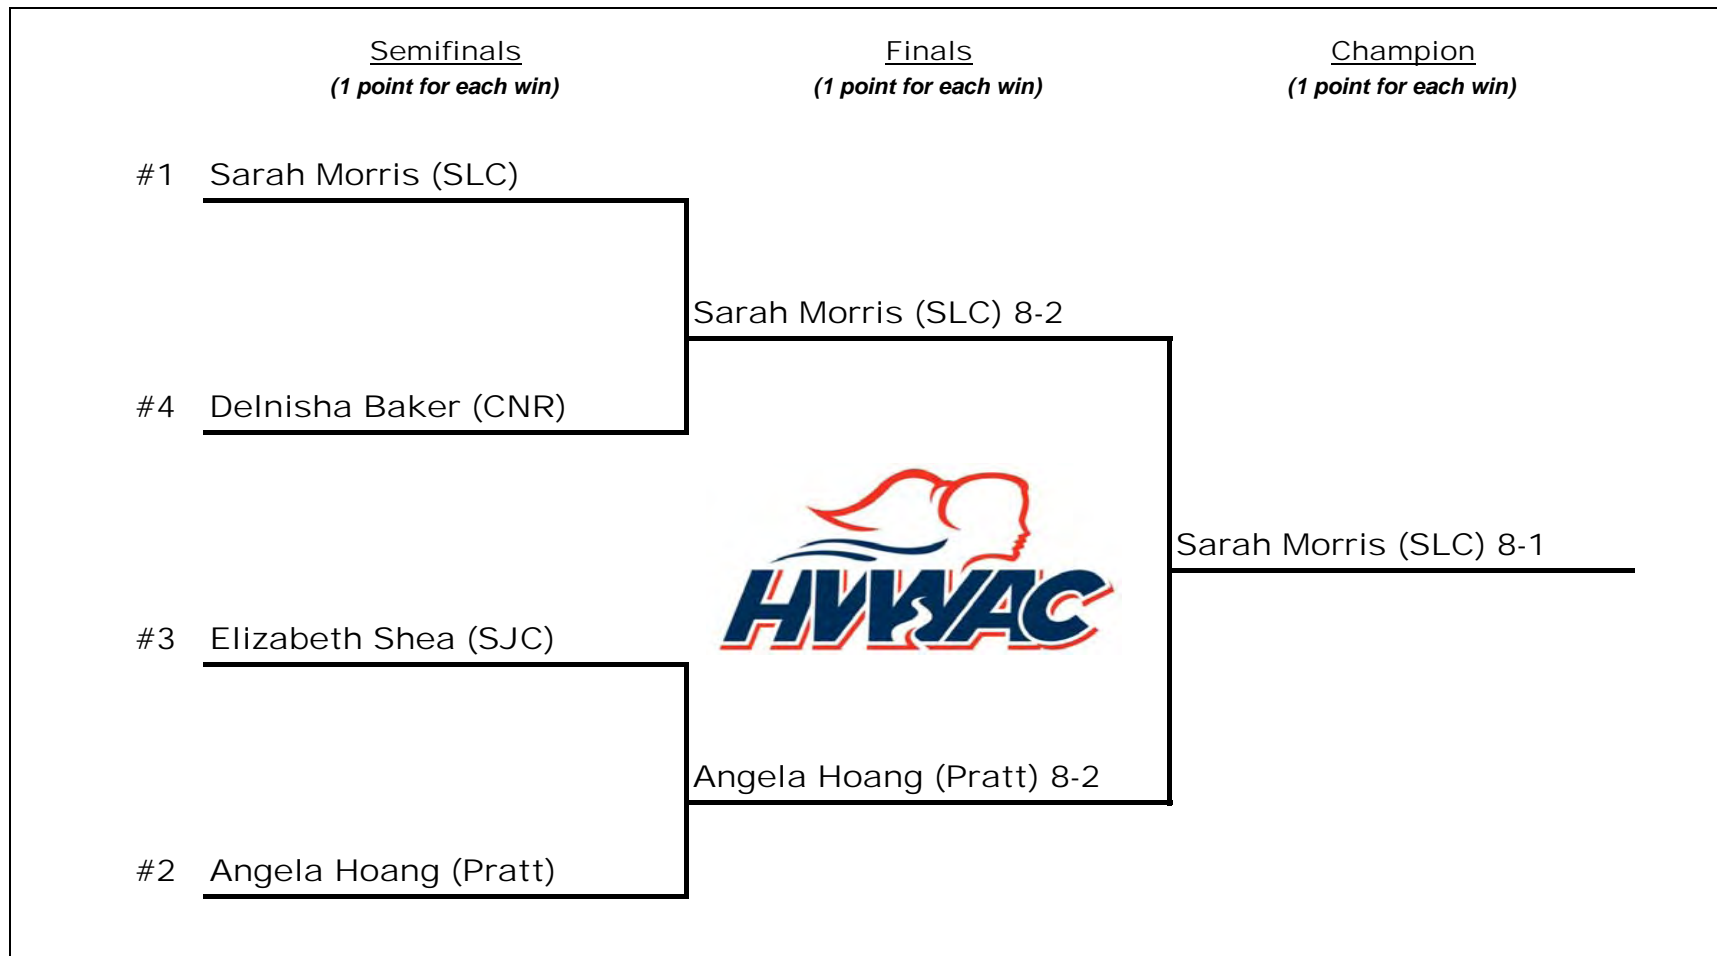 Semifinals
(1 point for each win)
Finals
(1 point for each win)
Champion
(1 point for each win)
#1 Sarah Morris (SLC)
Sarah Morris (SLC) 8-2
#4 Delnisha Baker (CNR)
HVWAC
Sarah Morris (SLC) 8-1
#3 Elizabeth Shea (SJC)
Angela Hoang (Pratt) 8-2
#2 Angela Hoang (Pratt)